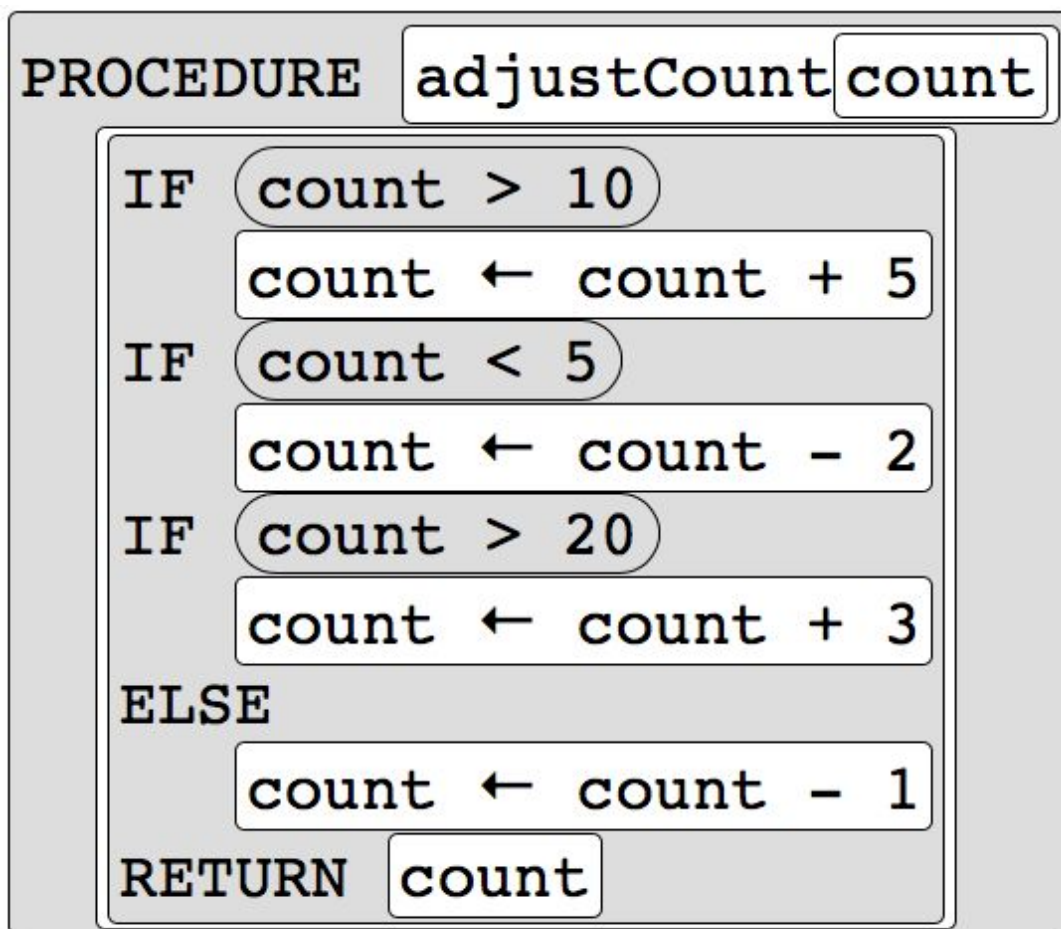 PROCEDURE adjustCount count
IF count > 10
count ← count + 5
IF count < 5
count ← count - 2
IF count > 20
count ← count + 3
ELSE
count ← count - 1
RETURN count